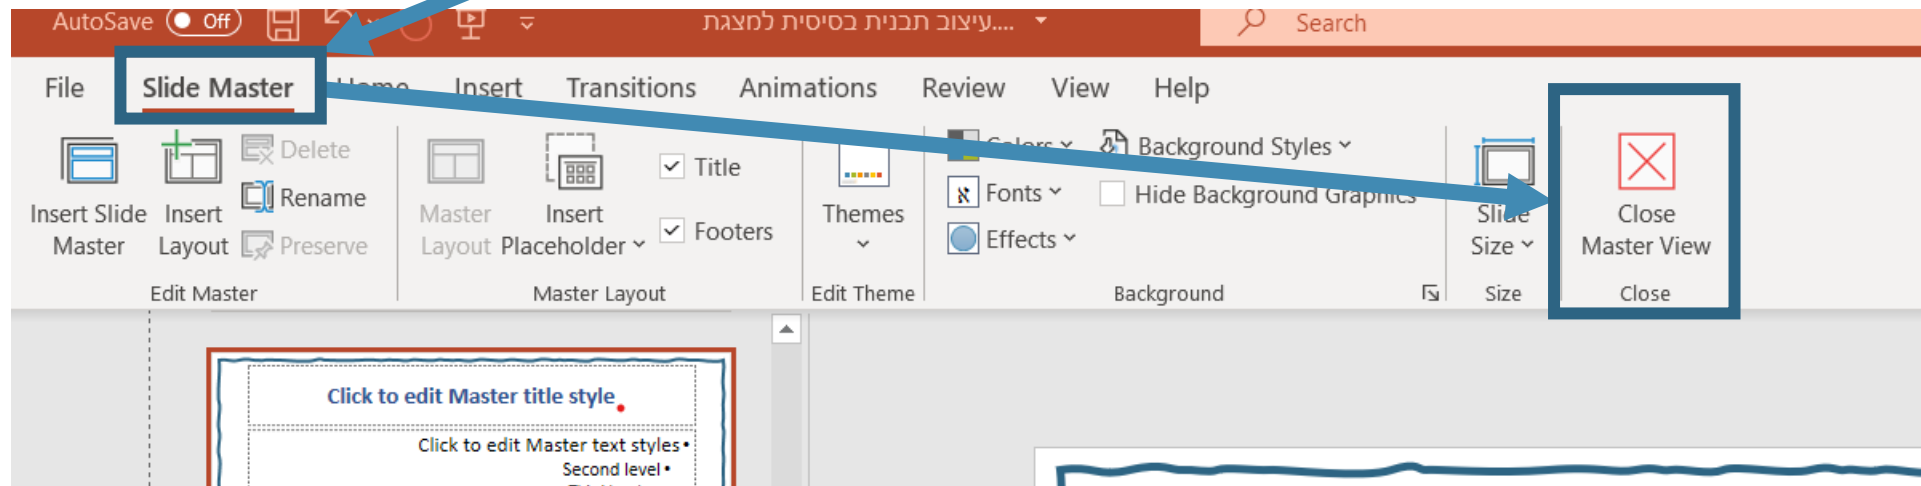 AutoSave Off
עיצוב תבנית בסיסית למצגת....
Search
File Slide Master Home Insert Transitions Animations Review View Help
Insert Slide Master
Insert Layout
Delete
Rename
Preserve
Edit Master
Master Layout
Insert Placeholder
Title
Footers
Master Layout
Themes
Edit Theme
Colors
Fonts
Effects
Background Styles
Hide Background Graphics
Background
Slide Size
Size
Close Master View
Close
Click to edit Master title style
Click to edit Master text styles
Second level